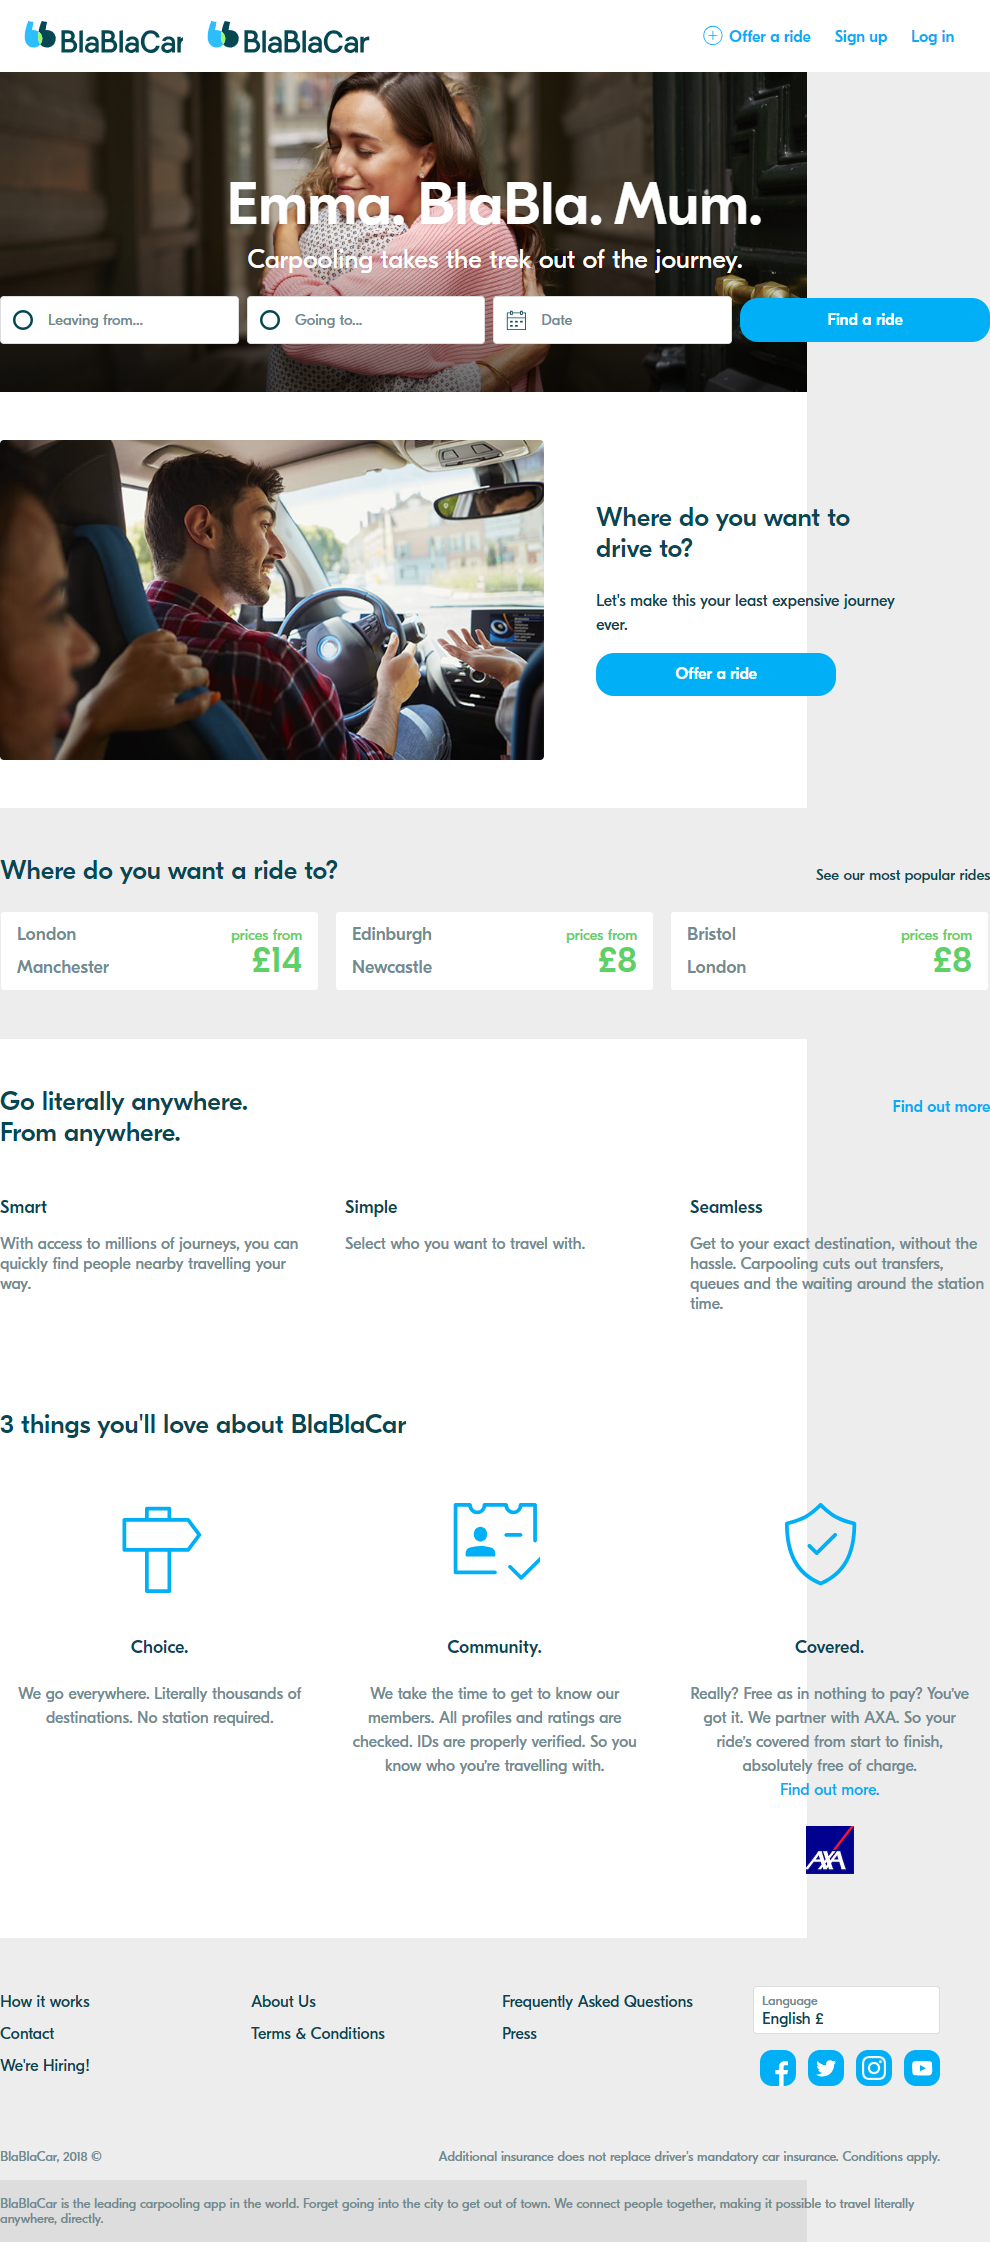 BlaBlaCar BlaBlaCar Offer a ride Sign up Log in
Emma. BlaBla. Mum.
Carpooling takes the trek out of the journey.
Leaving from... Going to... Date Find a ride
Where do you want to
drive to?
Let's make this your least expensive journey
ever.
Offer a ride
Where do you want a ride to?
See our most popular rides
London
Manchester
prices from
£14
Edinburgh
Newcastle
prices from
£8
Bristol
London
prices from
£8
Go literally anywhere.
From anywhere.
Find out more
Smart
With access to millions of journeys, you can
quickly find people nearby travelling your
way.
Simple
Select who you want to travel with.
Seamless
Get to your exact destination, without the
hassle. Carpooling cuts out transfers,
queues and the waiting around the station
time.
3 things you'll love about BlaBlaCar
Choice.
We go everywhere. Literally thousands of
destinations. No station required.
Community.
We take the time to get to know our
members. All profiles and ratings are
checked. IDs are properly verified. So you
know who you’re travelling with.
Covered.
Really? Free as in nothing to pay? You’ve
got it. We partner with AXA. So your
ride’s covered from start to finish,
absolutely free of charge.
Find out more.
AXA
How it works
Contact
We're Hiring!
About Us
Terms & Conditions
Frequently Asked Questions
Press
Language
English £
BlaBlaCar, 2018 ©
Additional insurance does not replace driver's mandatory car insurance. Conditions apply.
BlaBlaCar is the leading carpooling app in the world. Forget going into the city to get out of town. We connect people together, making it possible to travel literally
anywhere, directly.